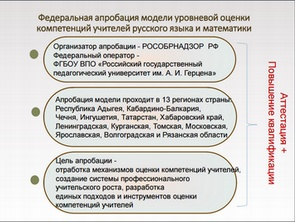 Федеральная апробация модели уровневой оценки
компетенций учителей русского языка и математики
Организатор апробации - РОСОБРНАДЗОР РФ
Федеральный оператор -
ФГБОУ ВПО «Российский государственный
педагогический университет им. А. И. Герцена»
Апробация модели проходит в 13 регионах страны:
Республика Адыгея, Кабардино-Балкария,
Чечня, Ингушетия, Татарстан, Хабаровский край,
Ленинградская, Курганская, Томская, Московская,
Ярославская, Волгоградская и Рязанская области
Цель апробации -
отработка механизмов оценки компетенций учителей,
создание системы профессионального
учительского роста, разработка
единых подходов и инструментов оценки
компетенций учителей
Аттестация +
Повышение квалификации